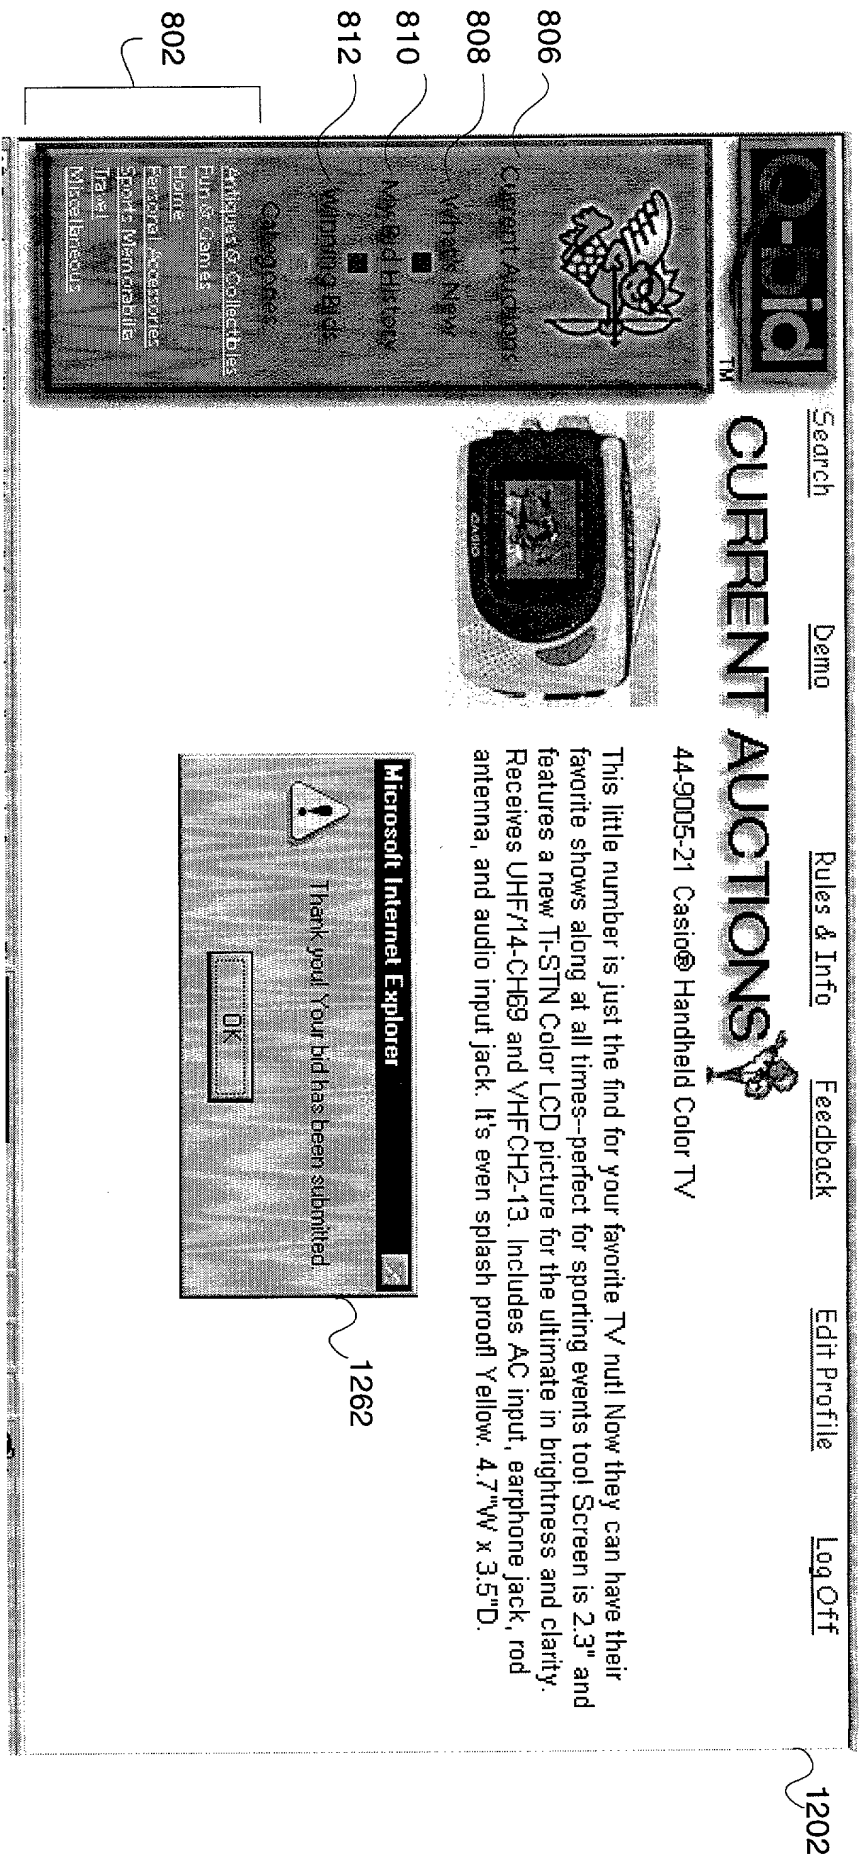 Q-bid
TM
Search Demo Rules & Info Feedback Edit Profile Log Off
CURRENT AUCTIONS
1202
806
808
810
812
802
Current Auctions
What's New
My Bid History
Winning Bids
Categories
Antiques & Collectibles
Fun & Games
Home
Personal Accessories
Sports Memorabilia
Travel
Miscellaneous
CASIO
44-9005-21 Casio® Handheld Color TV
This little number is just the find for your favorite TV nut! Now they can have their
favorite shows along at all times--perfect for sporting events too! Screen is 2.3" and
features a new TI-STN Color LCD picture for the ultimate in brightness and clarity.
Receives UHF/14-CH69 and VHFCH2-13. Includes AC input, earphone jack, rod
antenna, and audio input jack. It's even splash proof! Yellow. 4.7"W x 3.5"D.
Microsoft Internet Explorer
Thank you! Your bid has been submitted.
OK
1262